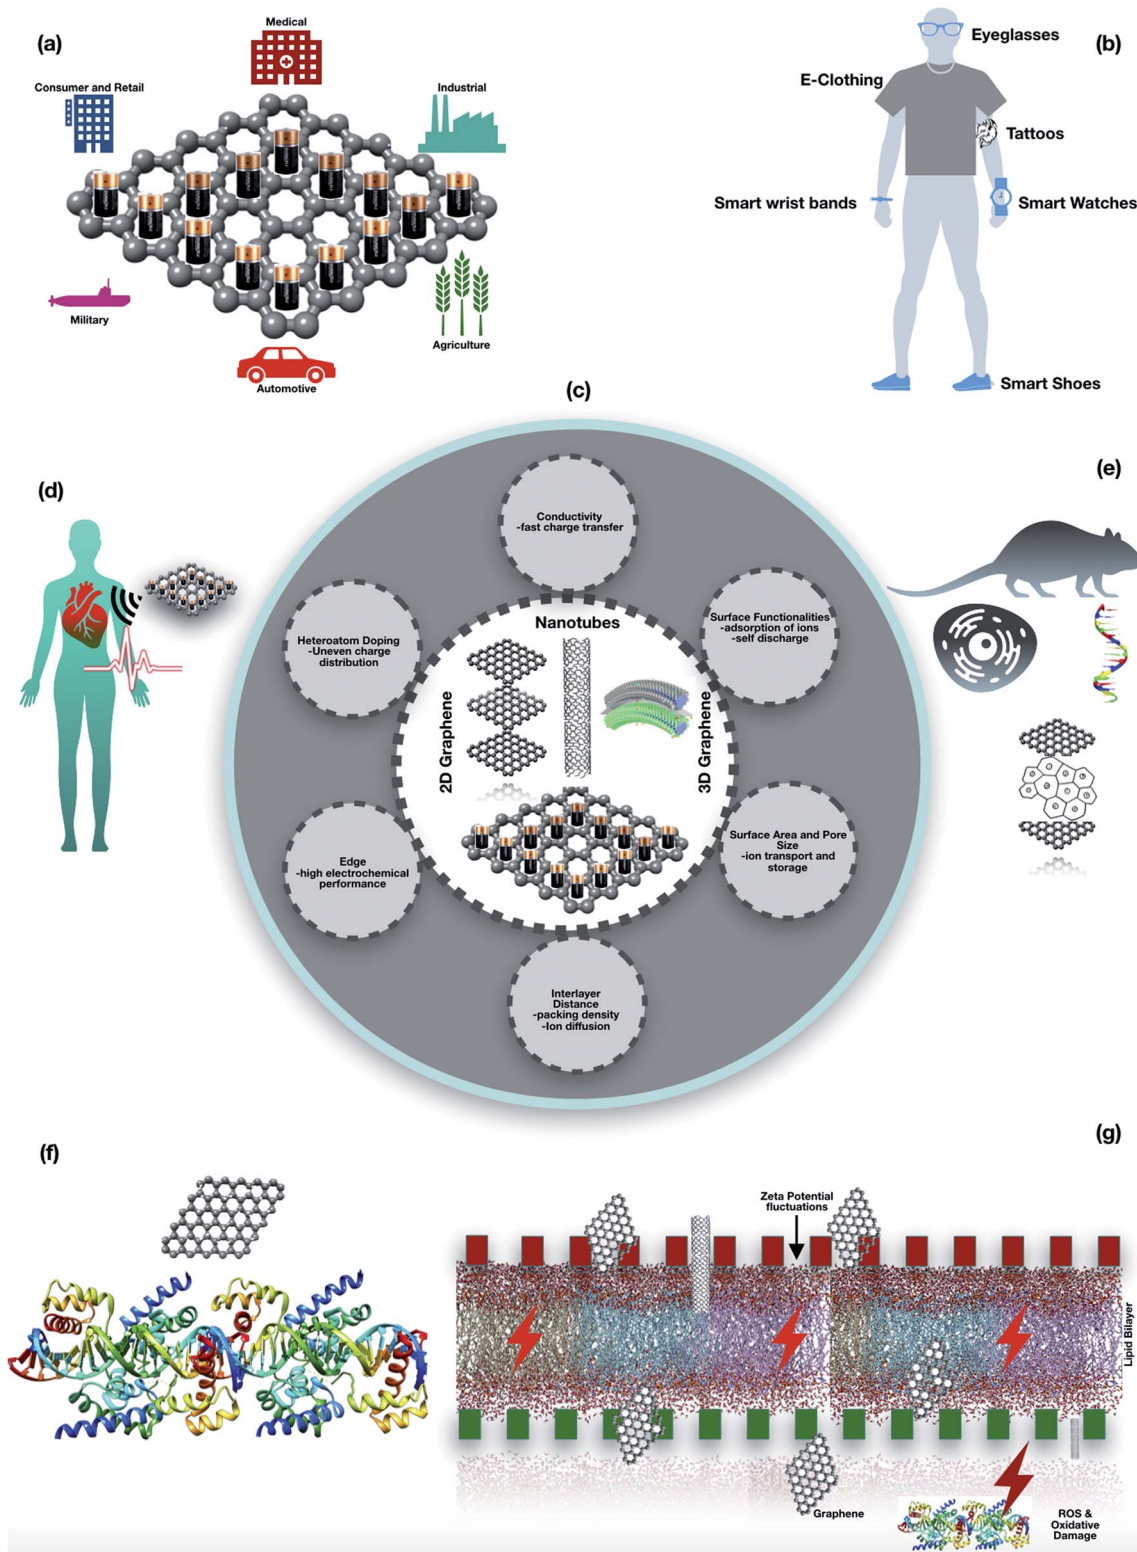 (a)
Medical
Consumer and Retail
Industrial
Military
Agriculture
Automotive
(b)
Eyeglasses
E-Clothing
Tattoos
Smart wrist bands
Smart Watches
Smart Shoes
(c)
Conductivity
-fast charge transfer
Heteroatom Doping
-Uneven charge
distribution
Surface Functionalities
-adsorption of ions
-self discharge
Nanotubes
2D Graphene
3D Graphene
Edge
-high electrochemical
performance
Surface Area and Pore
Size
-ion transport and
storage
Interlayer
Distance
-packing density
-Ion diffusion
(d)
(e)
(f)
(g)
Zeta Potential
fluctuations
Lipid Bilayer
Graphene
ROS &
Oxidative
Damage